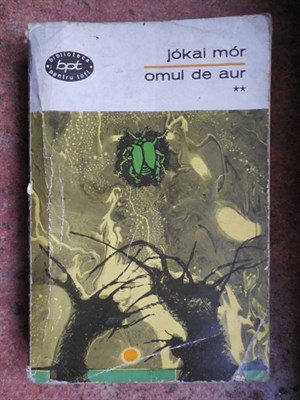 biblioteca
bpt
pentru toți
jókai mór
omul de aur
**